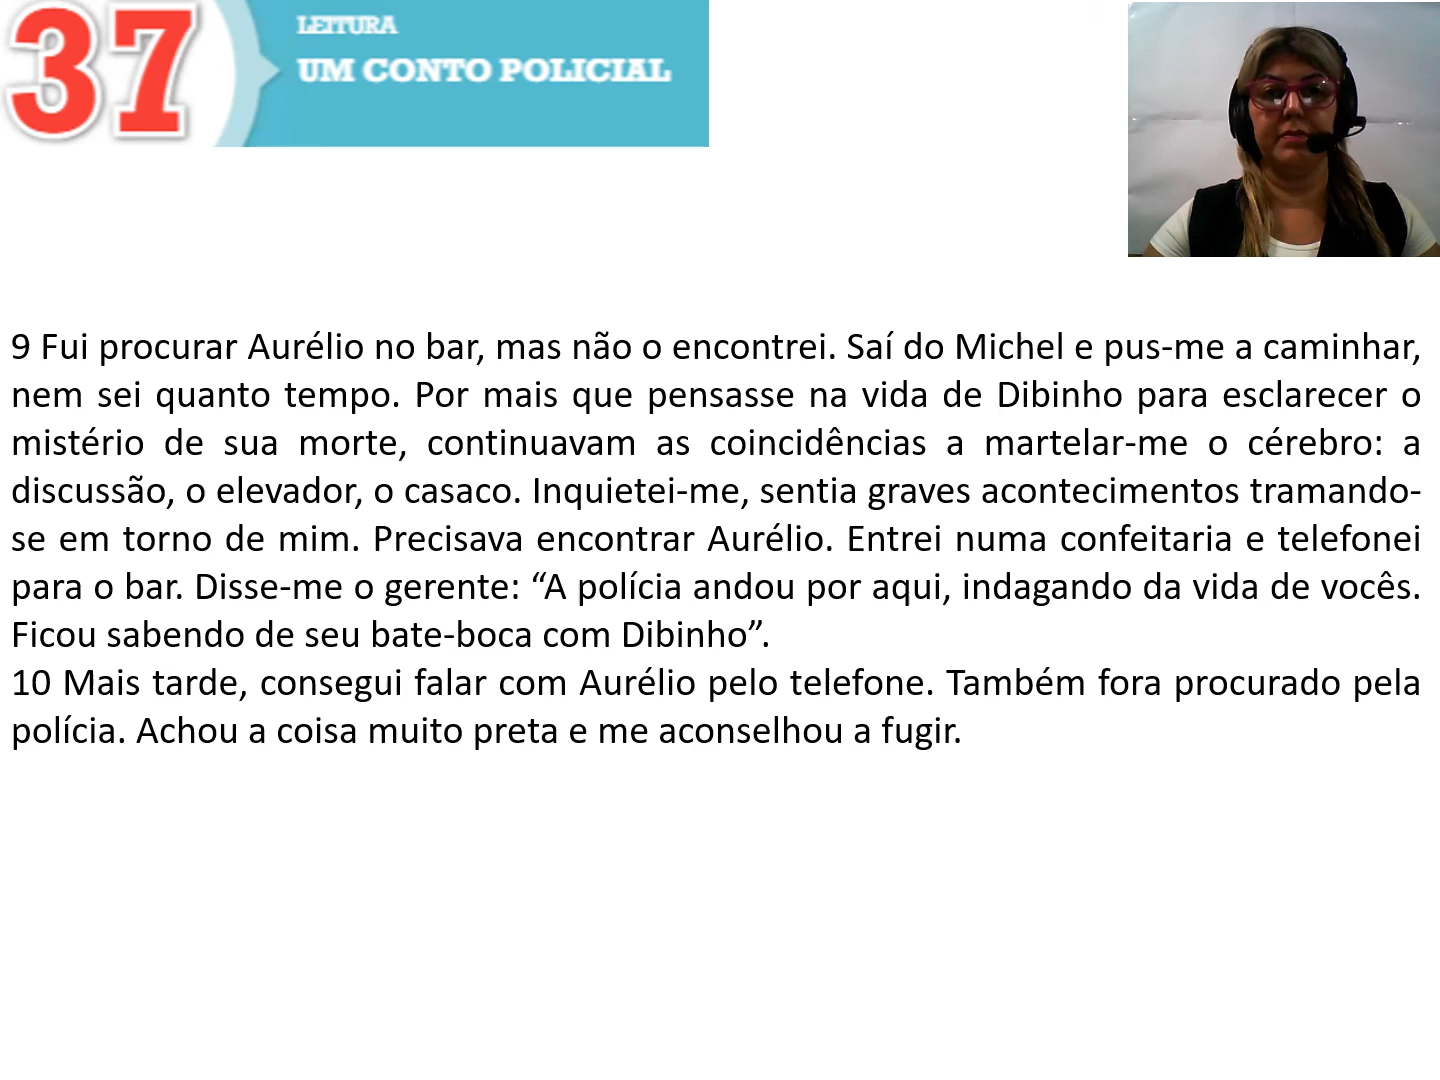 37
LEITURA
UM CONTO POLICIAL
9 Fui procurar Aurélio no bar, mas não o encontrei. Saí do Michel e pus-me a caminhar,
nem sei quanto tempo. Por mais que pensasse na vida de Dibinho para esclarecer o
mistério de sua morte, continuavam as coincidências a martelar-me o cérebro: a
discussão, o elevador, o casaco. Inquietei-me, sentia graves acontecimentos tramando-
se em torno de mim. Precisava encontrar Aurélio. Entrei numa confeitaria e telefonei
para o bar. Disse-me o gerente: “A polícia andou por aqui, indagando da vida de vocês.
Ficou sabendo de seu bate-boca com Dibinho”.
10 Mais tarde, consegui falar com Aurélio pelo telefone. Também fora procurado pela
polícia. Achou a coisa muito preta e me aconselhou a fugir.